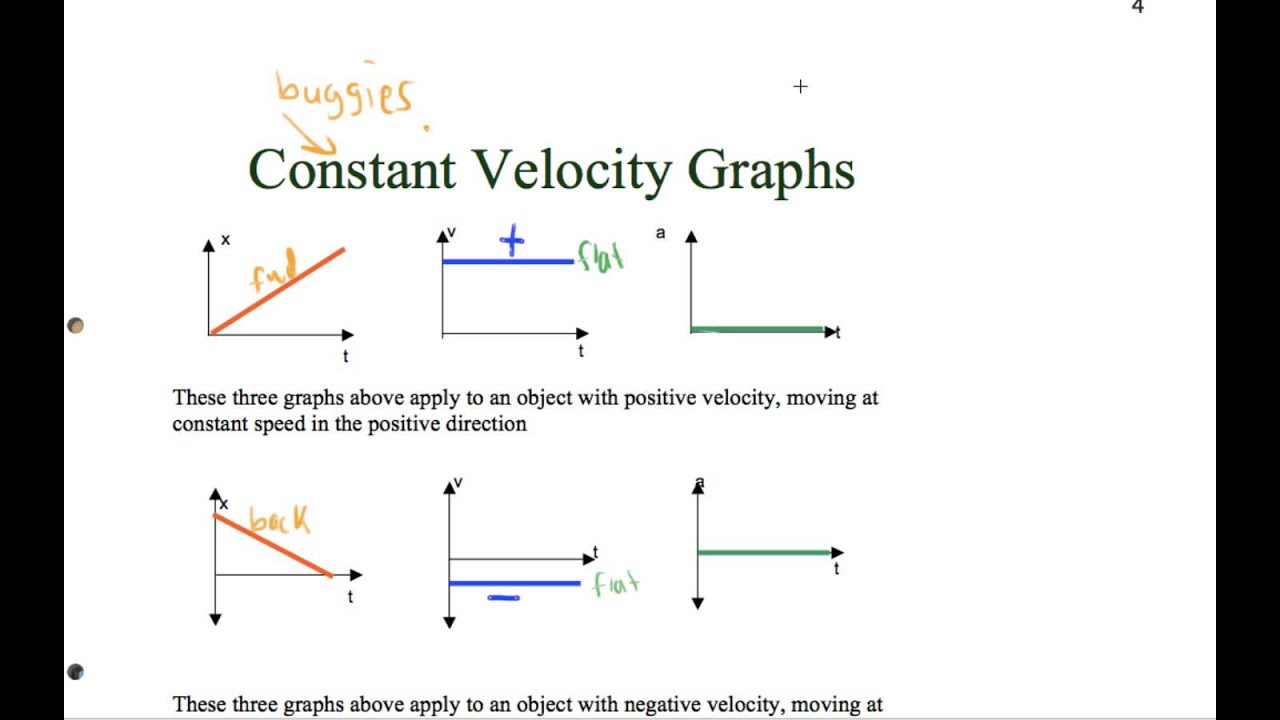 4
buggies.
Constant Velocity Graphs
x
fwd
t
v
+
flat
t
a
t
These three graphs above apply to an object with positive velocity, moving at
constant speed in the positive direction
x
back
t
v
t
flat
−
a
t
These three graphs above apply to an object with negative velocity, moving at